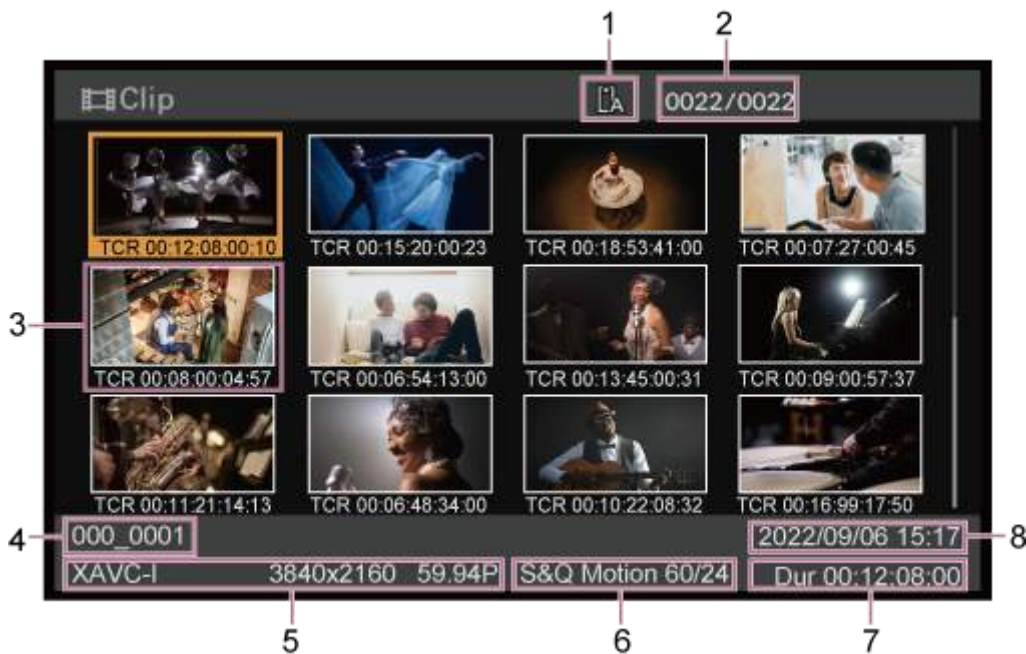 1 2
Clip A 0022/0022
TCR 00:12:08:00:10 TCR 00:15:20:00:23 TCR 00:18:53:41:00 TCR 00:07:27:00:45
3
TCR 00:08:00:04:57 TCR 00:06:54:13:00 TCR 00:13:45:00:31 TCR 00:09:00:57:37
TCR 00:11:21:14:13 TCR 00:06:48:34:00 TCR 00:10:22:08:32 TCR 00:16:99:17:50
4 000_0001 2022/09/06 15:17 8
XAVC-I 3840x2160 59.94P S&Q Motion 60/24 Dur 00:12:08:00
5 6 7